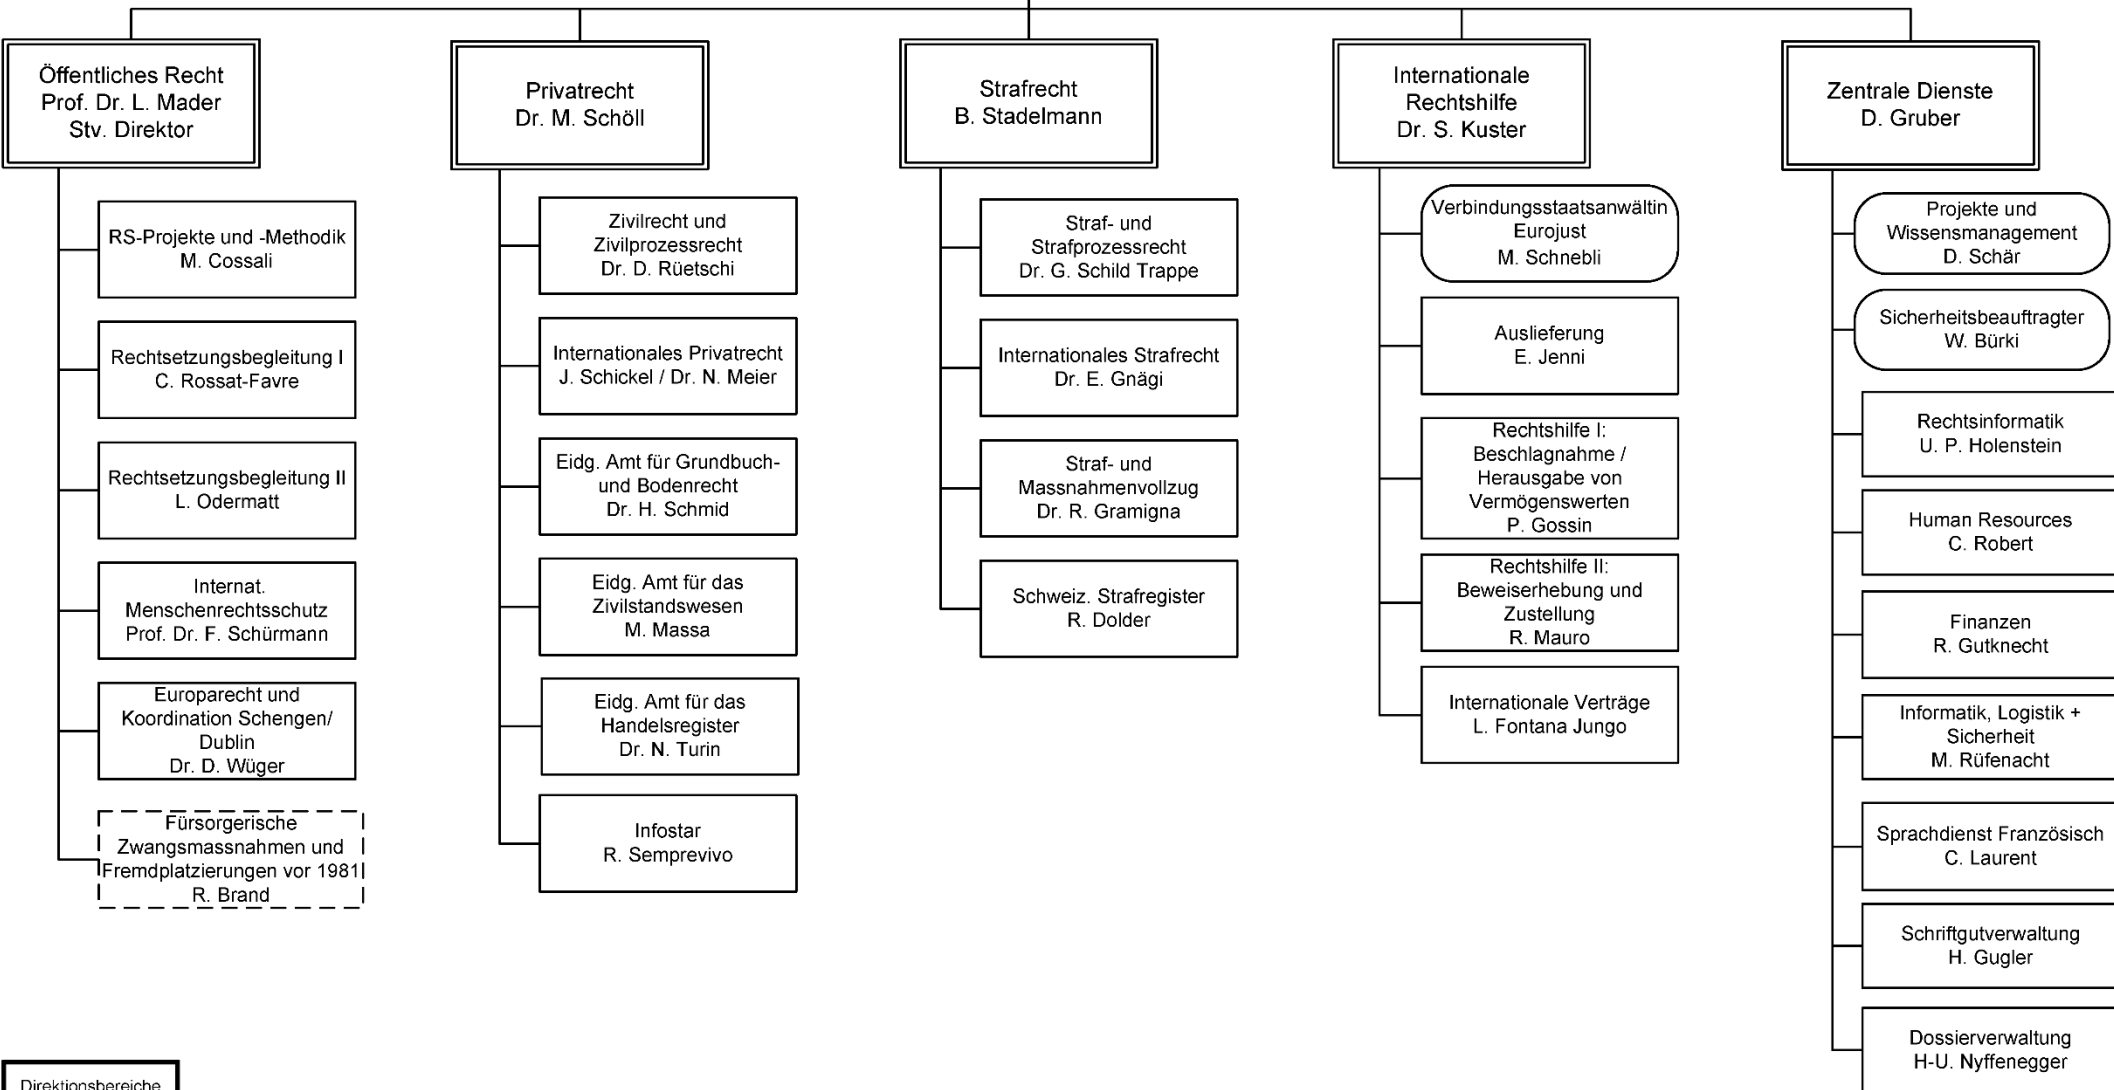 Öffentliches Recht
Prof. Dr. L. Mader
Stv. Direktor
RS-Projekte und -Methodik
M. Cossali
Rechtsetzungsbegleitung I
C. Rossat-Favre
Rechtsetzungsbegleitung II
L. Odermatt
Internat.
Menschenrechtsschutz
Prof. Dr. F. Schürmann
Europarecht und
Koordination Schengen/
Dublin
Dr. D. Wüger
Fürsorgerische
Zwangsmassnahmen und
Fremdplatzierungen vor 1981
R. Brand
Privatrecht
Dr. M. Schöll
Zivilrecht und
Zivilprozessrecht
Dr. D. Rüetschi
Internationales Privatrecht
J. Schickel / Dr. N. Meier
Eidg. Amt für Grundbuch-
und Bodenrecht
Dr. H. Schmid
Eidg. Amt für das
Zivilstandswesen
M. Massa
Eidg. Amt für das
Handelsregister
Dr. N. Turin
Infostar
R. Semprevivo
Strafrecht
B. Stadelmann
Straf- und
Strafprozessrecht
Dr. G. Schild Trappe
Internationales Strafrecht
Dr. E. Gnägi
Straf- und
Massnahmenvollzug
Dr. R. Gramigna
Schweiz. Strafregister
R. Dolder
Internationale
Rechtshilfe
Dr. S. Kuster
Verbindungsstaatsanwältin
Eurojust
M. Schnebli
Auslieferung
E. Jenni
Rechtshilfe I:
Beschlagnahme /
Herausgabe von
Vermögenswerten
P. Gossin
Rechtshilfe II:
Beweiserhebung und
Zustellung
R. Mauro
Internationale Verträge
L. Fontana Jungo
Zentrale Dienste
D. Gruber
Projekte und
Wissensmanagement
D. Schär
Sicherheitsbeauftragter
W. Bürki
Rechtsinformatik
U. P. Holenstein
Human Resources
C. Robert
Finanzen
R. Gutknecht
Informatik, Logistik +
Sicherheit
M. Rüfenacht
Sprachdienst Französisch
C. Laurent
Schriftgutverwaltung
H. Gugler
Dossierverwaltung
H-U. Nyffenegger
Direktionsbereiche